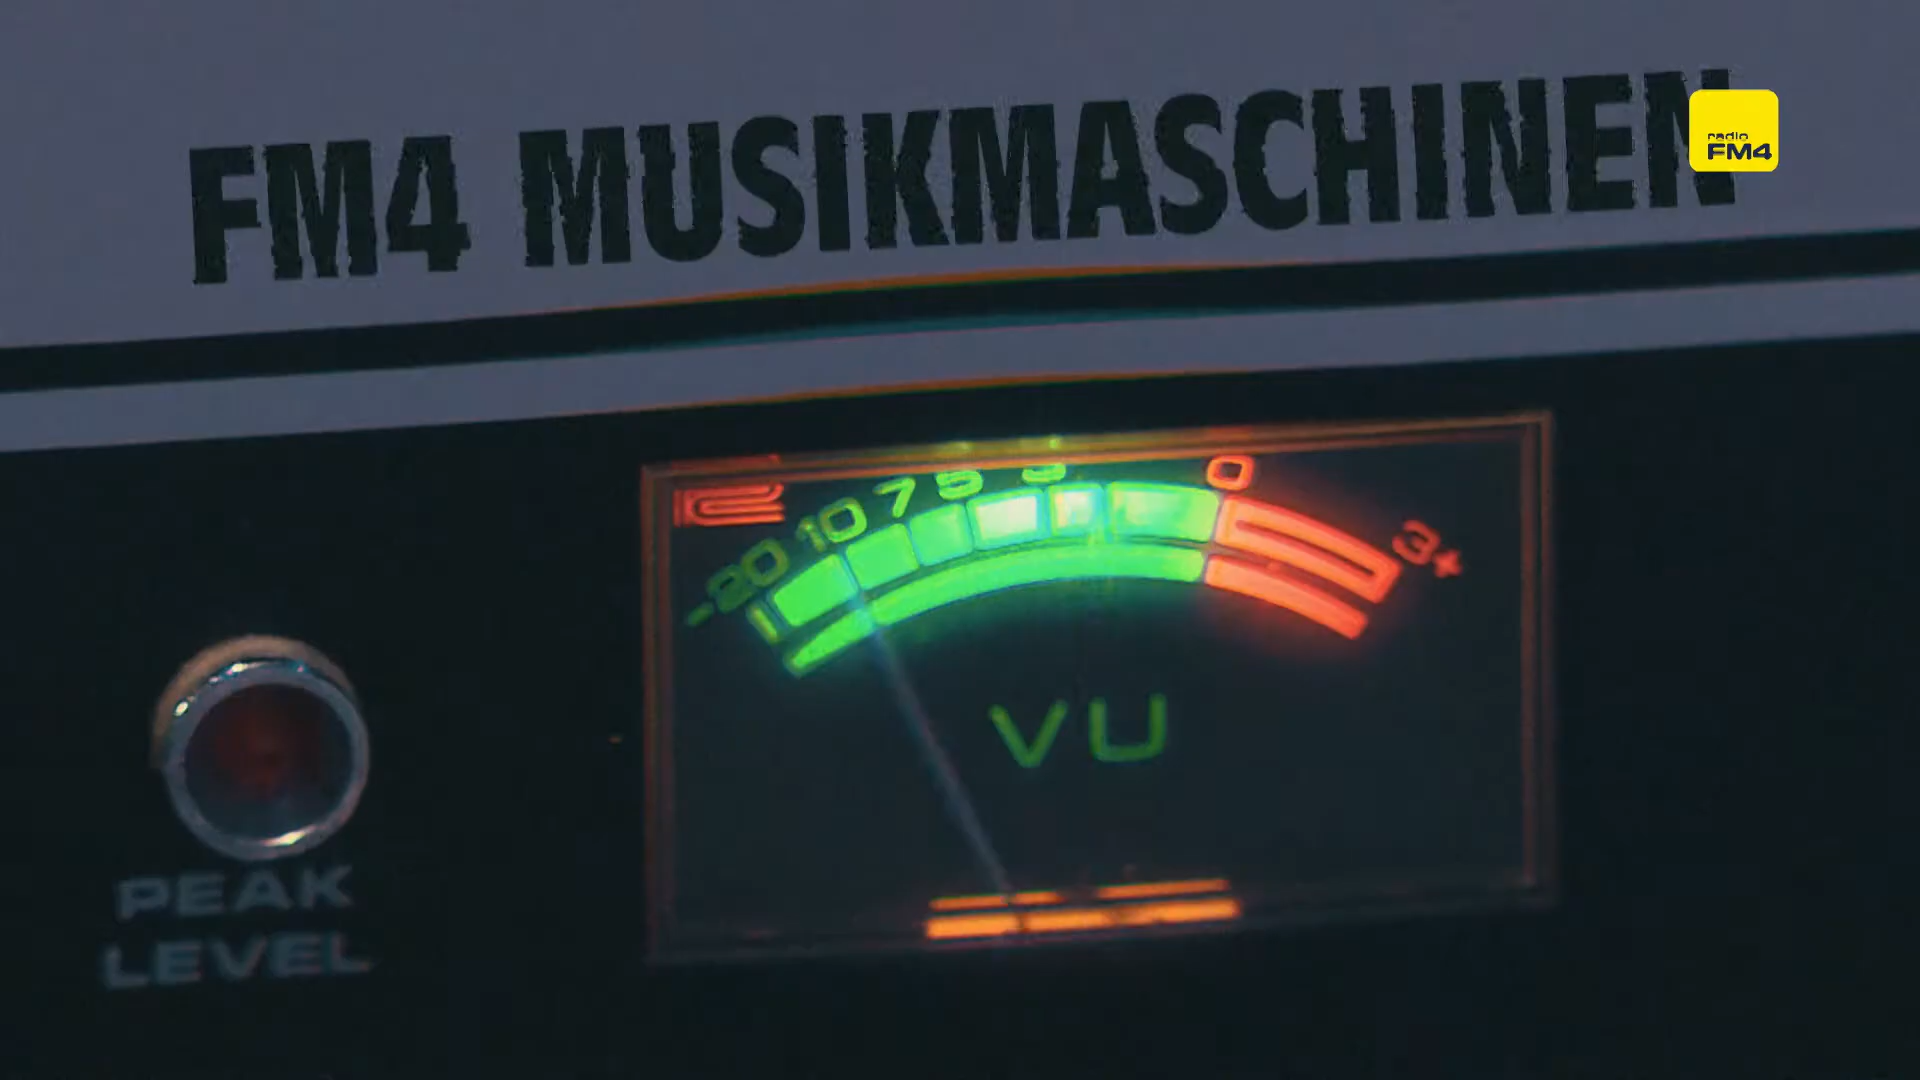 FM4 MUSIKMASCHINEN
radio
FM4
-20 10 7 5 3 0 3+
VU
PEAK
LEVEL